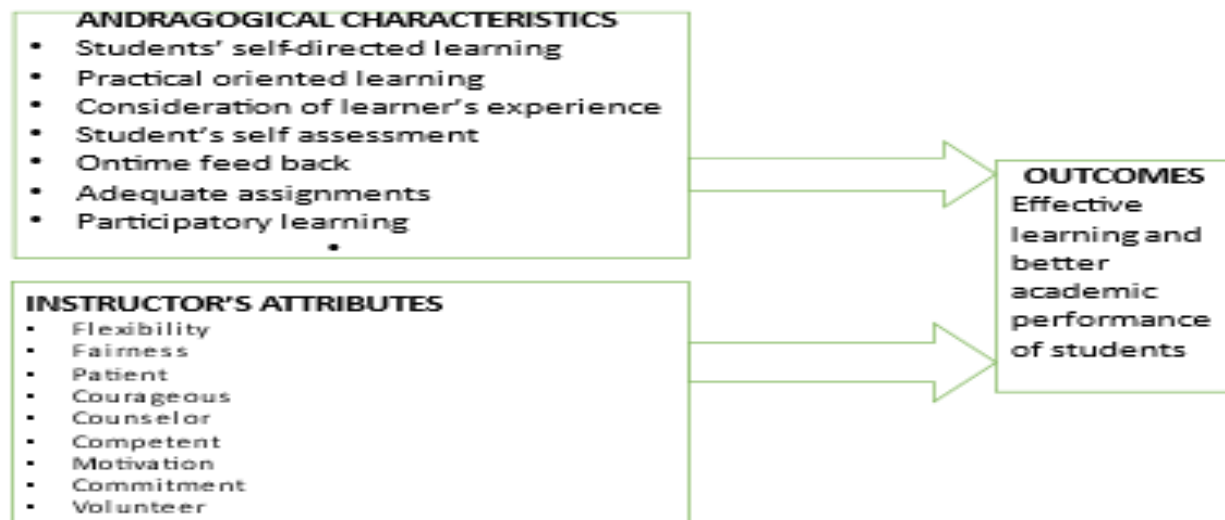 ANDRAGOGICAL CHARACTERISTICS
• Students' self-directed learning
• Practical oriented learning
• Consideration of learner's experience
• Student's self assessment
• Ontime feed back
• Adequate assignments
• Participatory learning
•
INSTRUCTOR'S ATTRIBUTES
• Flexibility
• Fairness
• Patient
• Courageous
• Counselor
• Competent
• Motivation
• Commitment
• Volunteer
OUTCOMES
Effective
learning and
better
academic
performance
of students